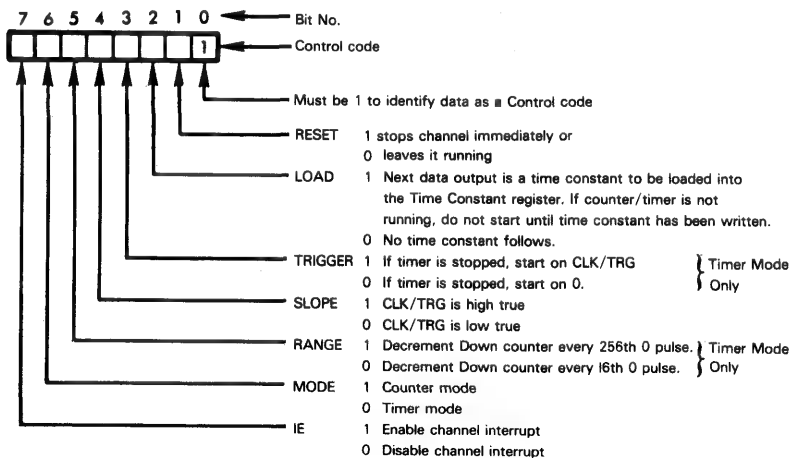 7 6 5 4 3 2 1 0 Bit No.
1 Control code
Must be 1 to identify data as a Control code
RESET 1 stops channel immediately or
0 leaves it running
LOAD 1 Next data output is a time constant to be loaded into
the Time Constant register. If counter/timer is not
running, do not start until time constant has been written.
0 No time constant follows.
TRIGGER 1 If timer is stopped, start on CLK/TRG
0 If timer is stopped, start on 0.
Timer Mode
Only
SLOPE 1 CLK/TRG is high true
0 CLK/TRG is low true
RANGE 1 Decrement Down counter every 256th 0 pulse.
0 Decrement Down counter every I6th 0 pulse.
Timer Mode
Only
MODE 1 Counter mode
0 Timer mode
IE 1 Enable channel interrupt
0 Disable channel interrupt